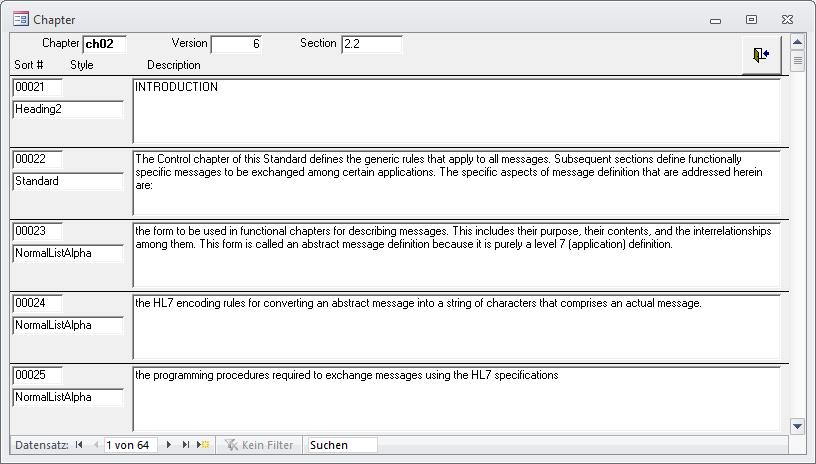 Chapter
Chapter ch02 Version 6 Section 2.2
Sort # Style Description
00021 INTRODUCTION
Heading2
00022 The Control chapter of this Standard defines the generic rules that apply to all messages. Subsequent sections define functionally
specific messages to be exchanged among certain applications. The specific aspects of message definition that are addressed herein
Standard
are:
00023 the form to be used in functional chapters for describing messages. This includes their purpose, their contents, and the interrelationships
among them. This form is called an abstract message definition because it is purely a level 7 (application) definition.
NormalListAlpha
00024 the HL7 encoding rules for converting an abstract message into a string of characters that comprises an actual message.
NormalListAlpha
00025 the programming procedures required to exchange messages using the HL7 specifications
NormalListAlpha
Datensatz: 1 von 64 Kein Filter Suchen